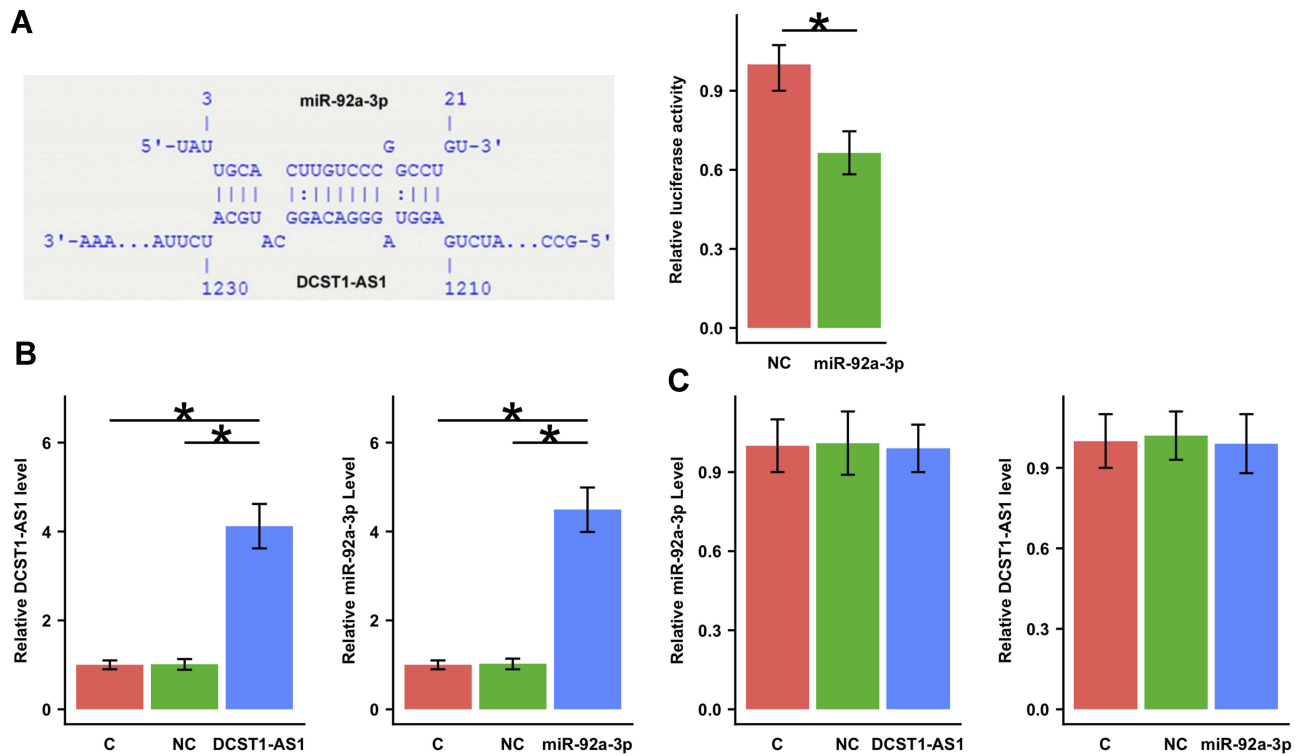 A
3 miR-92a-3p 21
| |
5'-UAU G GU-3'
UGCA CUUGUCCC GCCU
|||| |:|||||| :|||
ACGU GGACAGGG UGGA
3'-AAA...AUUCU AC A GUCUA...CCG-5'
| |
1230 DCST1-AS1 1210
*
Relative luciferase activity
0.9
0.6
0.3
0.0
NC miR-92a-3p
B
*
*
Relative DCST1-AS1 level
6
4
2
0
C NC DCST1-AS1
*
*
Relative miR-92a-3p Level
6
4
2
0
C NC miR-92a-3p
C
Relative miR-92a-3p Level
0.9
0.6
0.3
0.0
C NC DCST1-AS1
Relative DCST1-AS1 level
0.9
0.6
0.3
0.0
C NC miR-92a-3p